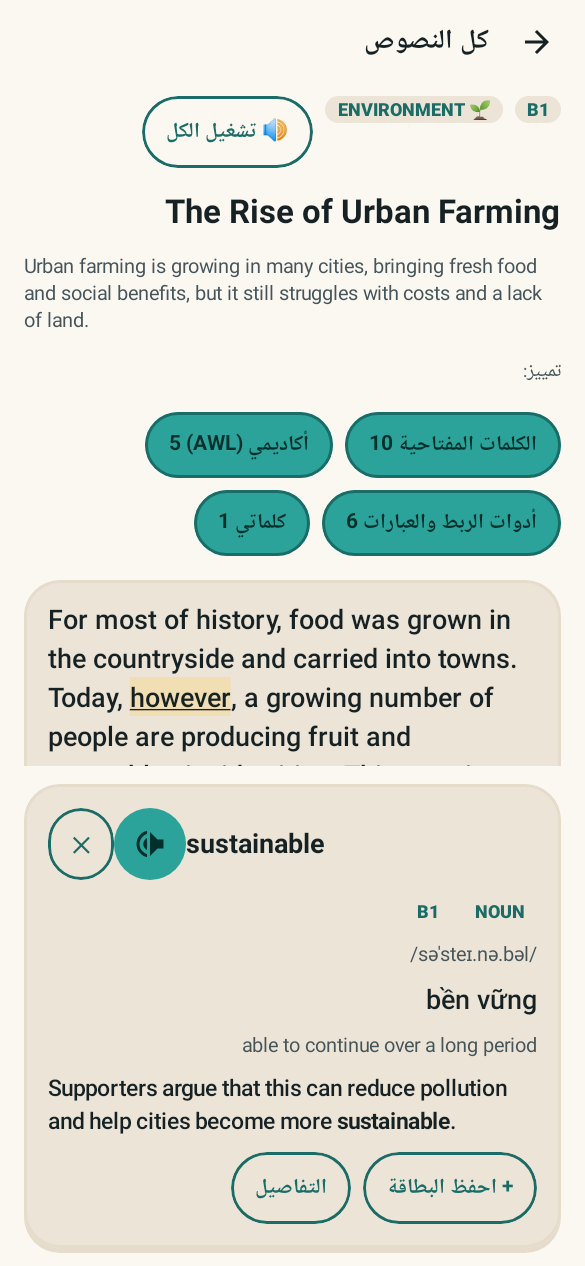 كل النصوص
B1
ENVIRONMENT
تشغيل الكل
The Rise of Urban Farming
Urban farming is growing in many cities, bringing fresh food
and social benefits, but it still struggles with costs and a lack
of land.
تمييز:
الكلمات المفتاحية 10
أكاديمي (AWL) 5
أدوات الربط والعبارات 6
كلماتي 1
For most of history, food was grown in
the countryside and carried into towns.
Today, however, a growing number of
people are producing fruit and
sustainable
NOUN
B1
/səˈsteɪ.nə.bəl/
bền vững
able to continue over a long period
Supporters argue that this can reduce pollution
and help cities become more sustainable.
+ احفظ البطاقة
التفاصيل